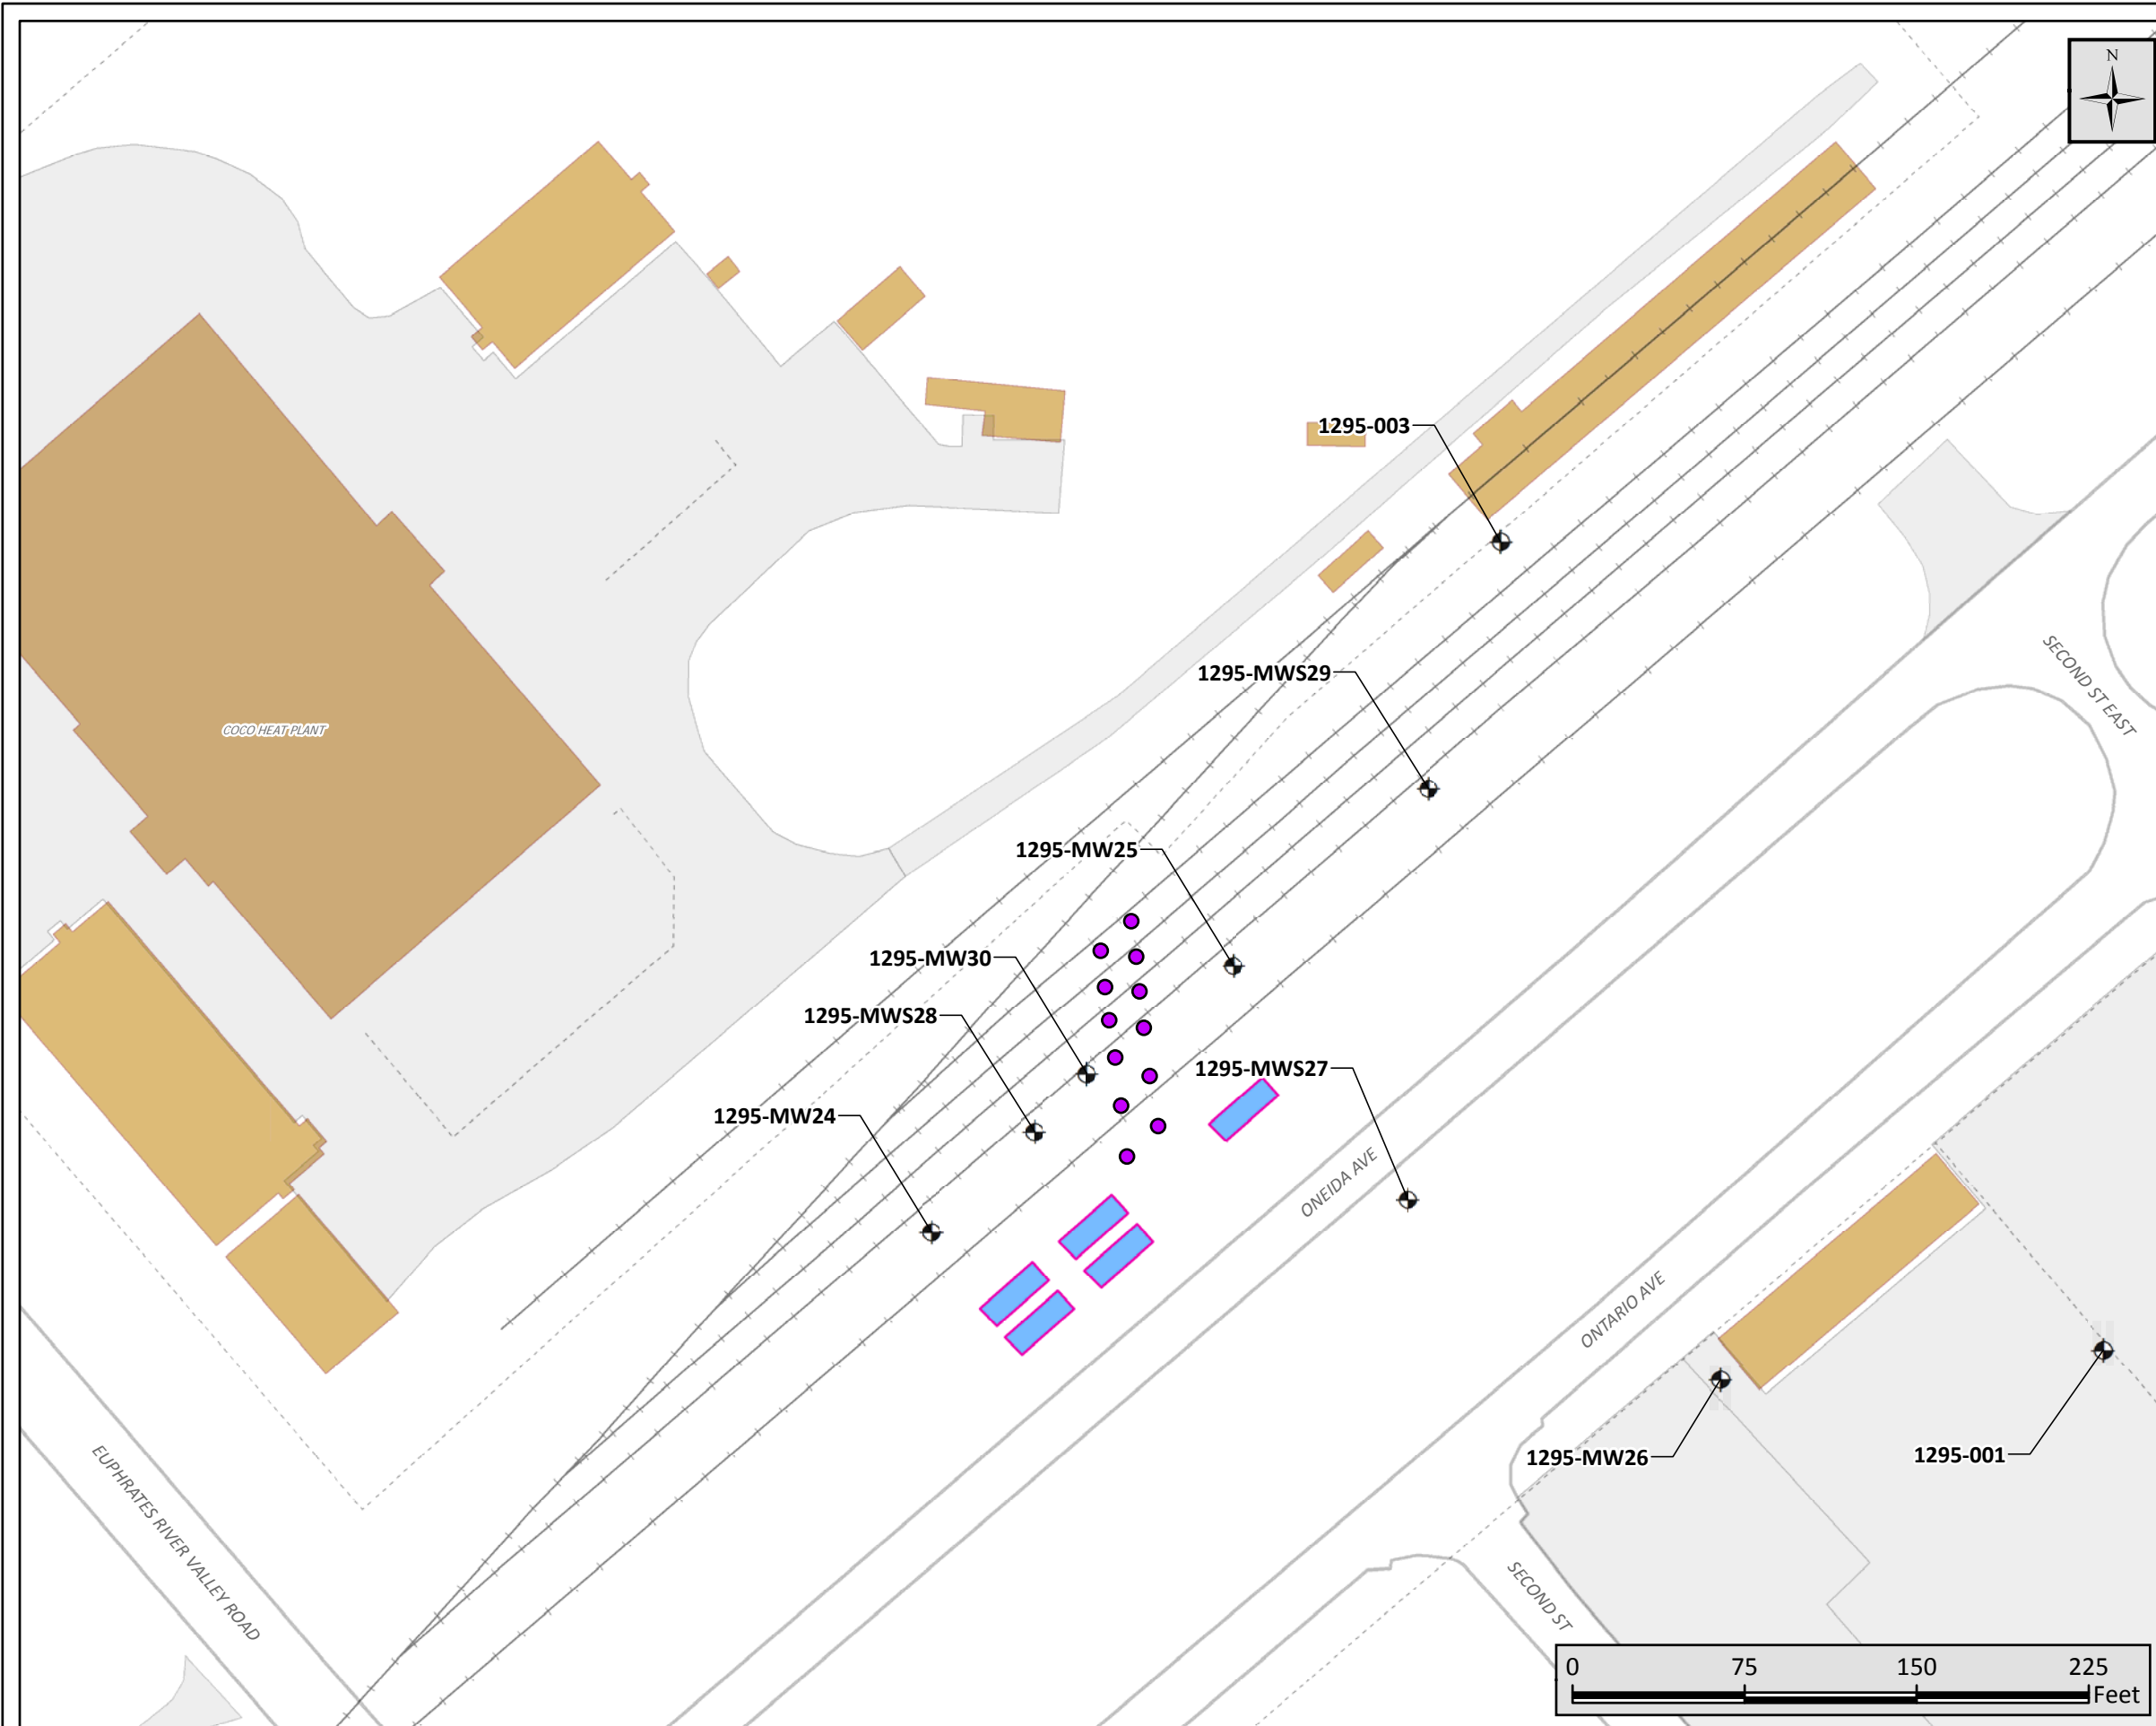 N
1295-003
SECOND ST EAST
1295-MWS29
COCO HEAT PLANT
1295-MW25
1295-MW30
1295-MWS28
1295-MWS27
1295-MW24
ONEIDA AVE
ONTARIO AVE
1295-MW26
1295-001
EUPHRATES RIVER VALLEY ROAD
SECOND ST
0 75 150 225
Feet